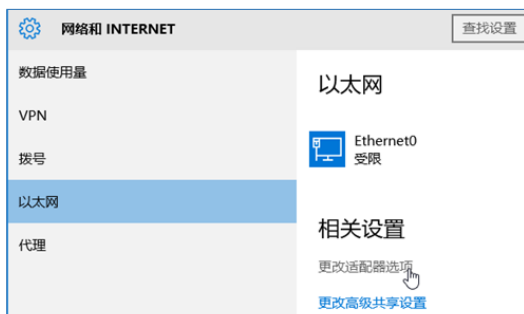 网络和 INTERNET
查找设置
数据使用量
VPN
拨号
以太网
代理
以太网
Ethernet0
受限
相关设置
更改适配器选项
更改高级共享设置